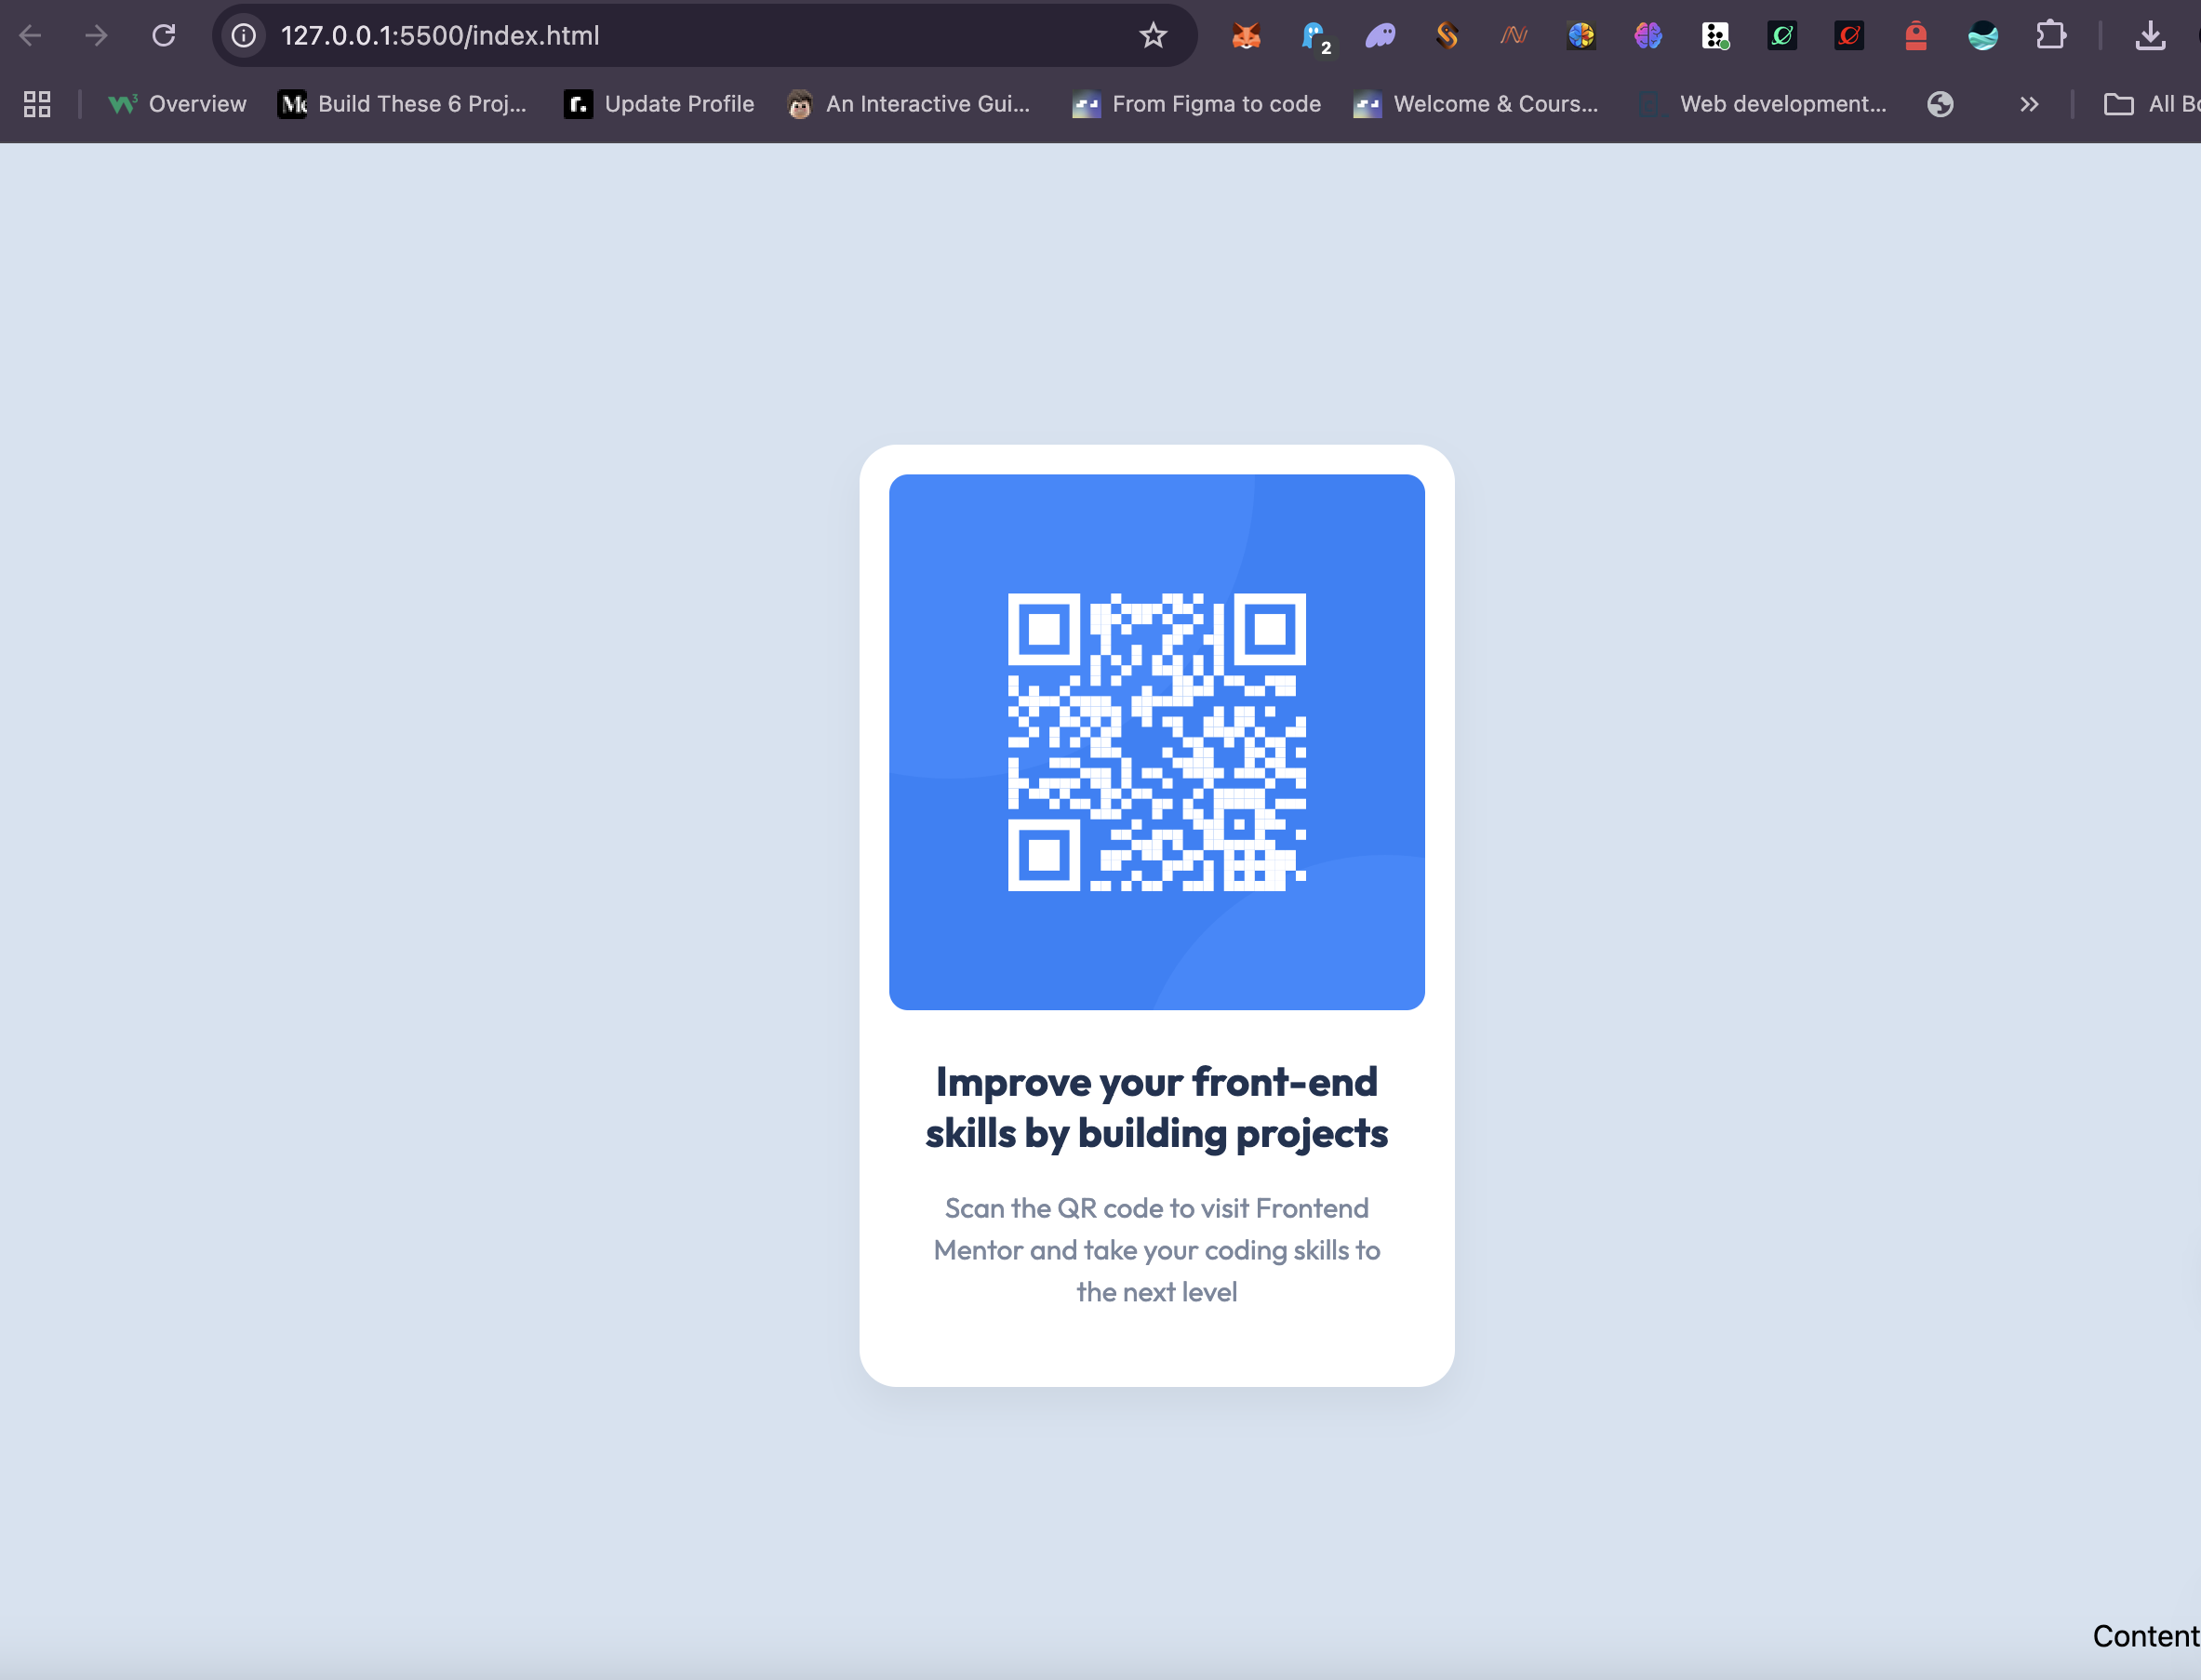 127.0.0.1:5500/index.html
2
Overview
Build These 6 Proj...
Update Profile
An Interactive Gui...
From Figma to code
Welcome & Cours...
Web development...
All Bo
Improve your front-end
skills by building projects
Scan the QR code to visit Frontend
Mentor and take your coding skills to
the next level
Content